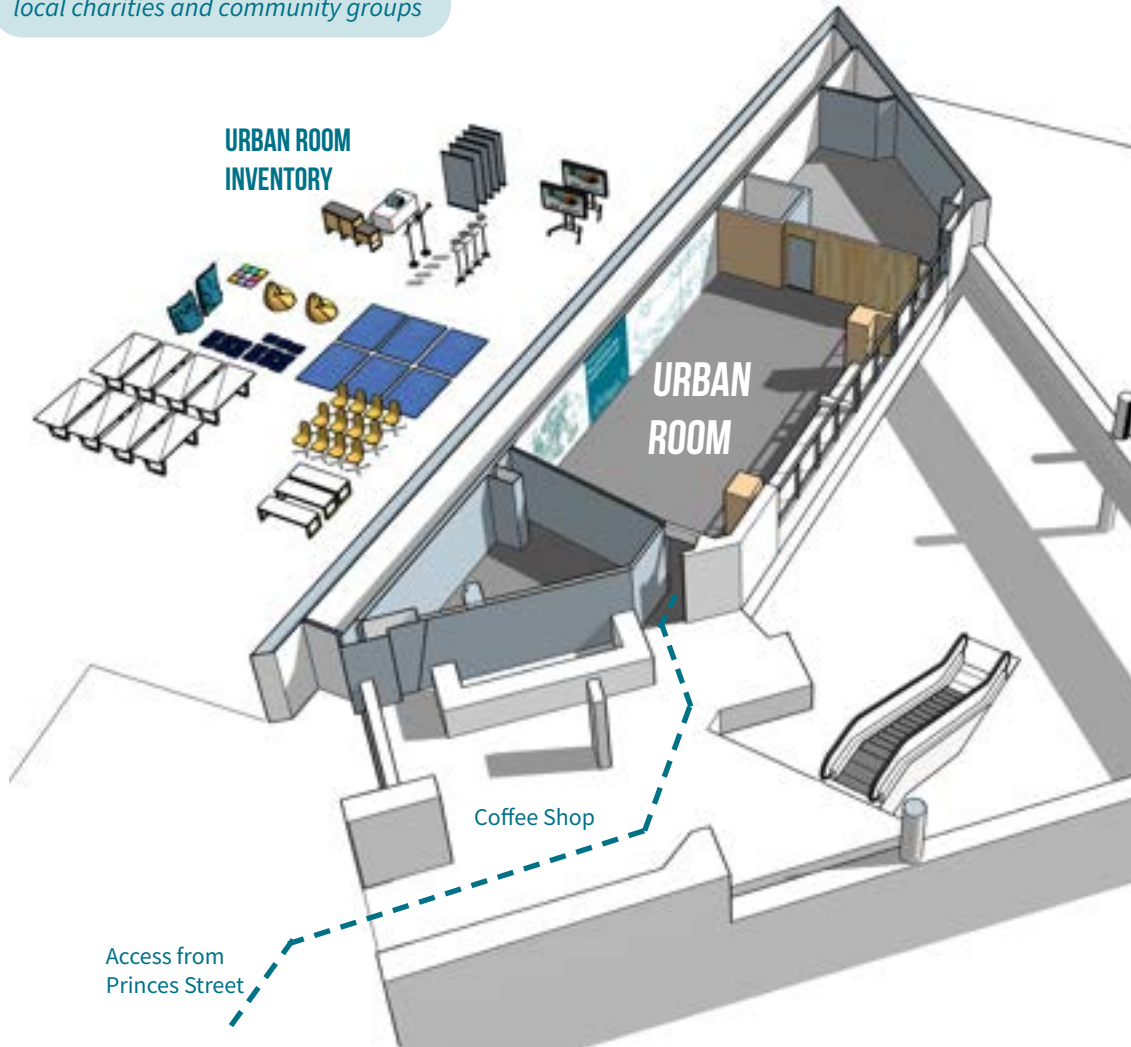 local charities and community groups
URBAN ROOM
INVENTORY
URBAN
ROOM
Coffee Shop
Access from
Princes Street